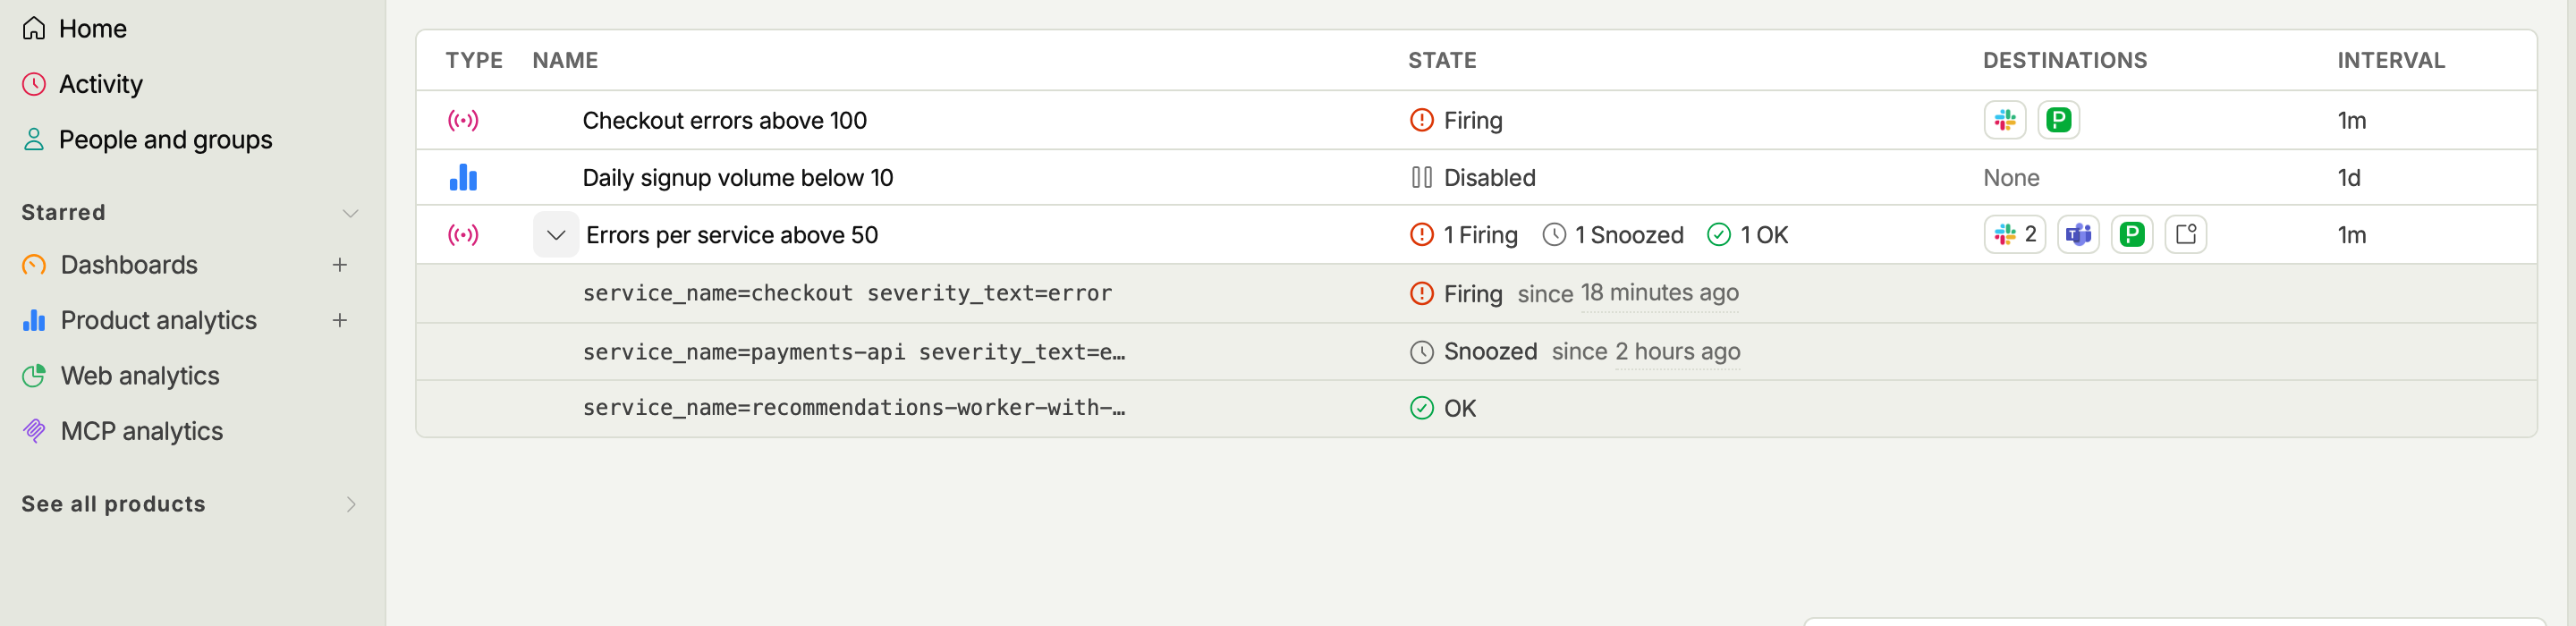 Home
Activity
People and groups
Starred
Dashboards
Product analytics
Web analytics
MCP analytics
See all products
TYPE NAME STATE DESTINATIONS INTERVAL
Checkout errors above 100 Firing 1m
Daily signup volume below 10 Disabled None 1d
Errors per service above 50 1 Firing 1 Snoozed 1 OK 2 1m
service_name=checkout severity_text=error Firing since 18 minutes ago
service_name=payments-api severity_text=e… Snoozed since 2 hours ago
service_name=recommendations-worker-with-… OK